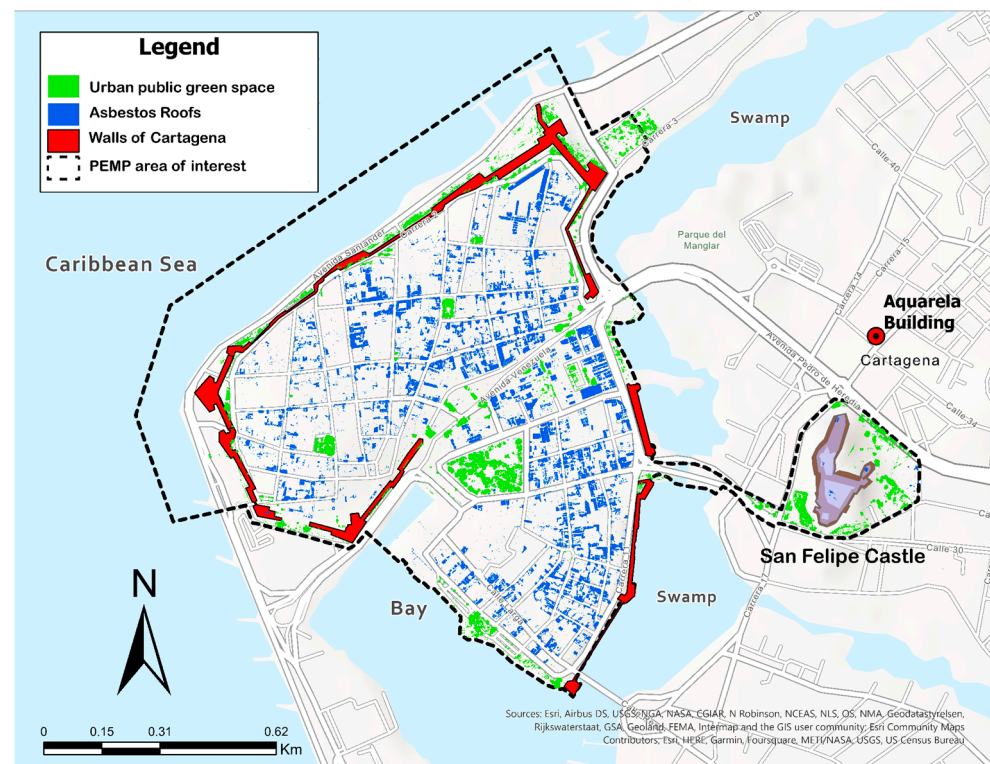 Legend
Urban public green space
Asbestos Roofs
Walls of Cartagena
PEMP area of interest
Swamp
Carrera-3
Calle-40
Parque del
Manglar
Carrera-15
Carrera-14
Avenida Santander
Carrera-2
Caribbean Sea
Aquarela
Building
Cartagena
Avenida Pedro de Heredia
Avenida-Venezuela
Calle-34
San Felipe Castle
Calle 30
Carrera-17
Calle-Larga
N
Bay
Swamp
0 0.15 0.31 0.62
Km
Sources: Esri, Airbus DS, USGS, NGA, NASA, CGIAR, N Robinson, NCEAS, NLS, OS, NMA, Geodatastyrelsen,
Rijkswaterstaat, GSA, Geoland, FEMA, Intermap and the GIS user community; Esri Community Maps
Contributors; Esri, HERE, Garmin, Foursquare, METI/NASA, USGS, US Census Bureau